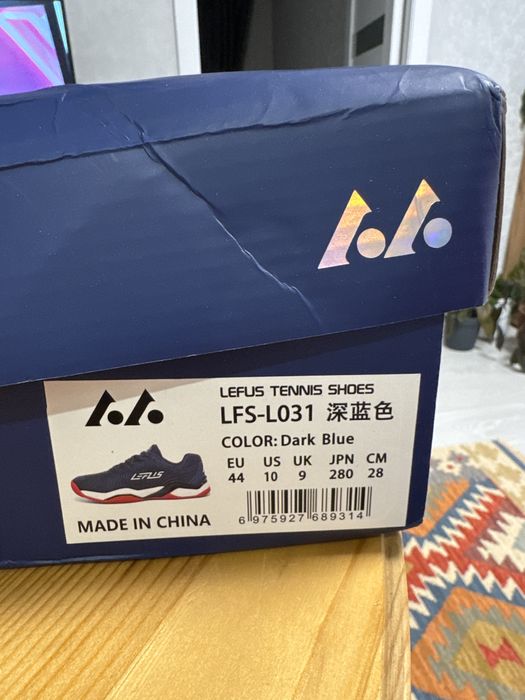 LEFUS TENNIS SHOES
LFS-L031 深蓝色
COLOR: Dark Blue
EU US UK JPN CM
44 10 9 280 28
LEFUS
MADE IN CHINA
6 975927 689314